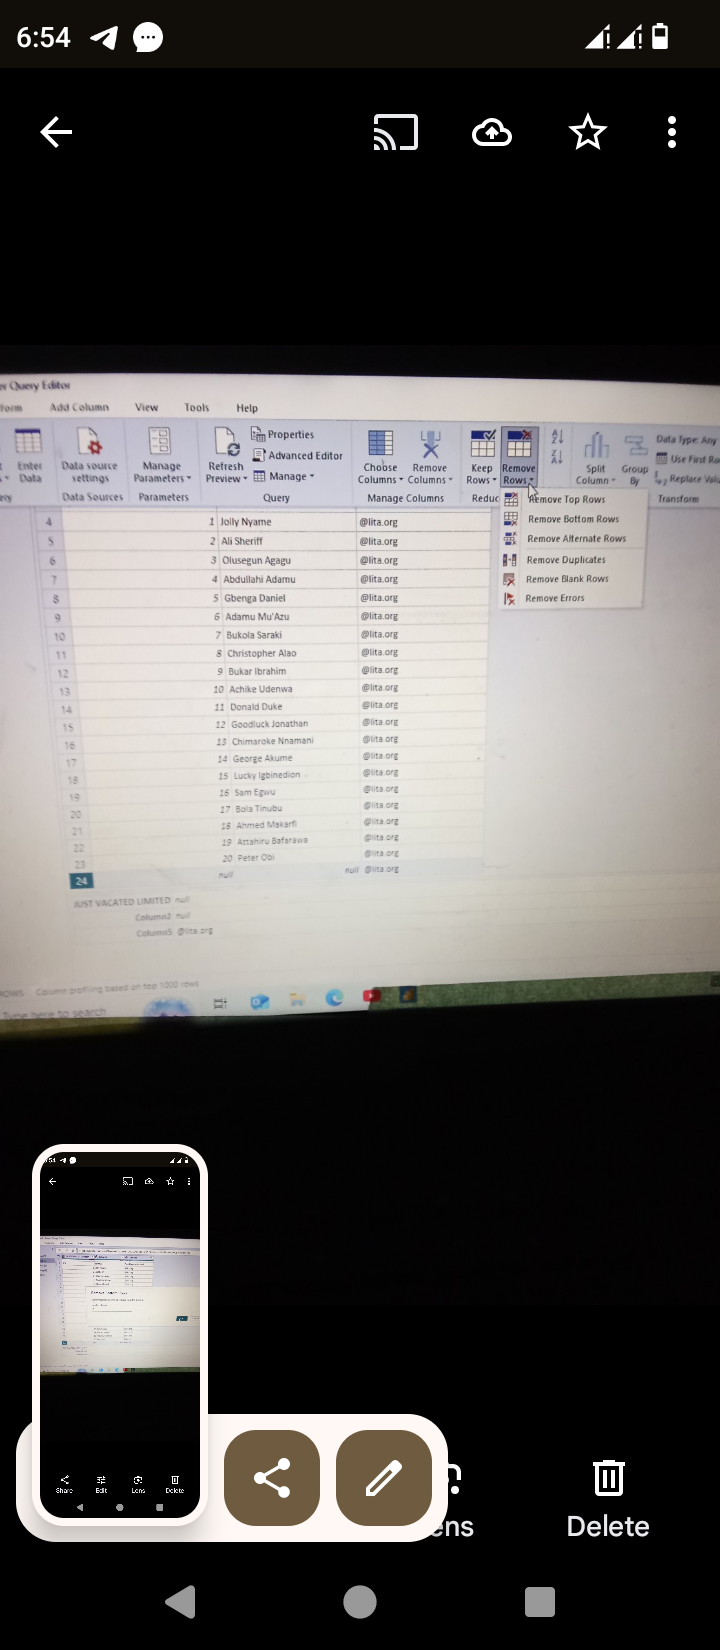 6:54
er Query Editor
form Add Column View Tools Help
Enter Data
Data source settings
Manage Parameters
Refresh Preview
Properties
Advanced Editor
Manage
Choose Columns
Remove Columns
Keep Rows
Remove Rows
Split Column
Group By
Data Type: Any
Use First Ro
Replace Valu
Data Sources Parameters Query Manage Columns Reduc Transform
Remove Top Rows
Remove Bottom Rows
Remove Alternate Rows
Remove Duplicates
Remove Blank Rows
Remove Errors
4 1 Jolly Nyame @lita.org
5 2 Ali Sheriff @lita.org
6 3 Olusegun Agagu @lita.org
7 4 Abdullahi Adamu @lita.org
8 5 Gbenga Daniel @lita.org
9 6 Adamu Mu'Azu @lita.org
10 7 Bukola Saraki @lita.org
11 8 Christopher Alao @lita.org
12 9 Bukar Ibrahim @lita.org
13 10 Achike Udenwa @lita.org
14 11 Donald Duke @lita.org
15 12 Goodluck Jonathan @lita.org
16 13 Chimaroke Nnamani @lita.org
17 14 George Akume @lita.org
18 15 Lucky Igbinedion @lita.org
19 16 Sam Egwu @lita.org
20 17 Bola Tinubu @lita.org
21 18 Ahmed Makarfi @lita.org
22 19 Attahiru Bafarawa @lita.org
23 20 Peter Obi @lita.org
24 null null @lita.org
JUST VACATED LIMITED null
Column2 null
Column5 @lita.org
ROWS Column profiling based on top 1000 rows
Type here to search
Share Edit Lens Delete
ens
Delete